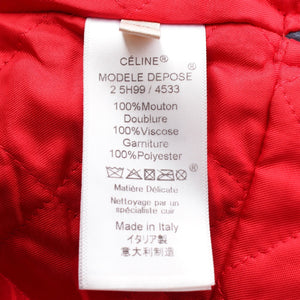 CÉLINE®
MODELE DEPOSE
2 5H99 / 4533
100%Mouton
Doublure
100%Viscose
Garniture
100%Polyester
Matière Délicate
Nettoyage par un
spécialiste cuir
Made in Italy
イタリア製
意大利制造